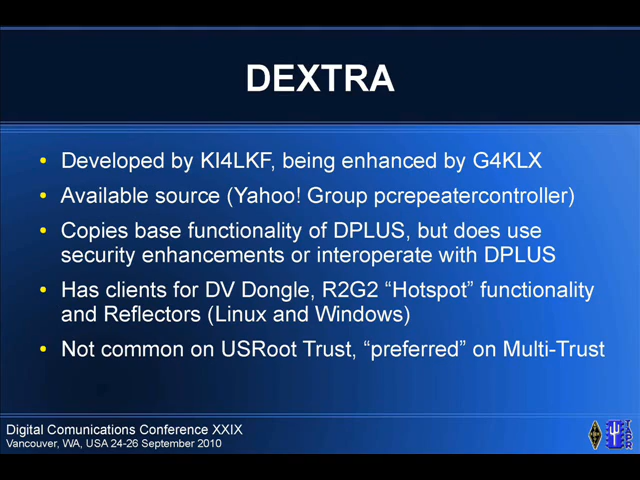 DEXTRA
• Developed by KI4LKF, being enhanced by G4KLX
• Available source (Yahoo! Group pcrepeatercontroller)
• Copies base functionality of DPLUS, but does use
security enhancements or interoperate with DPLUS
• Has clients for DV Dongle, R2G2 “Hotspot” functionality
and Reflectors (Linux and Windows)
• Not common on USRoot Trust, “preferred” on Multi-Trust
Digital Comunications Conference XXIX
Vancouver, WA, USA 24-26 September 2010
TAPR